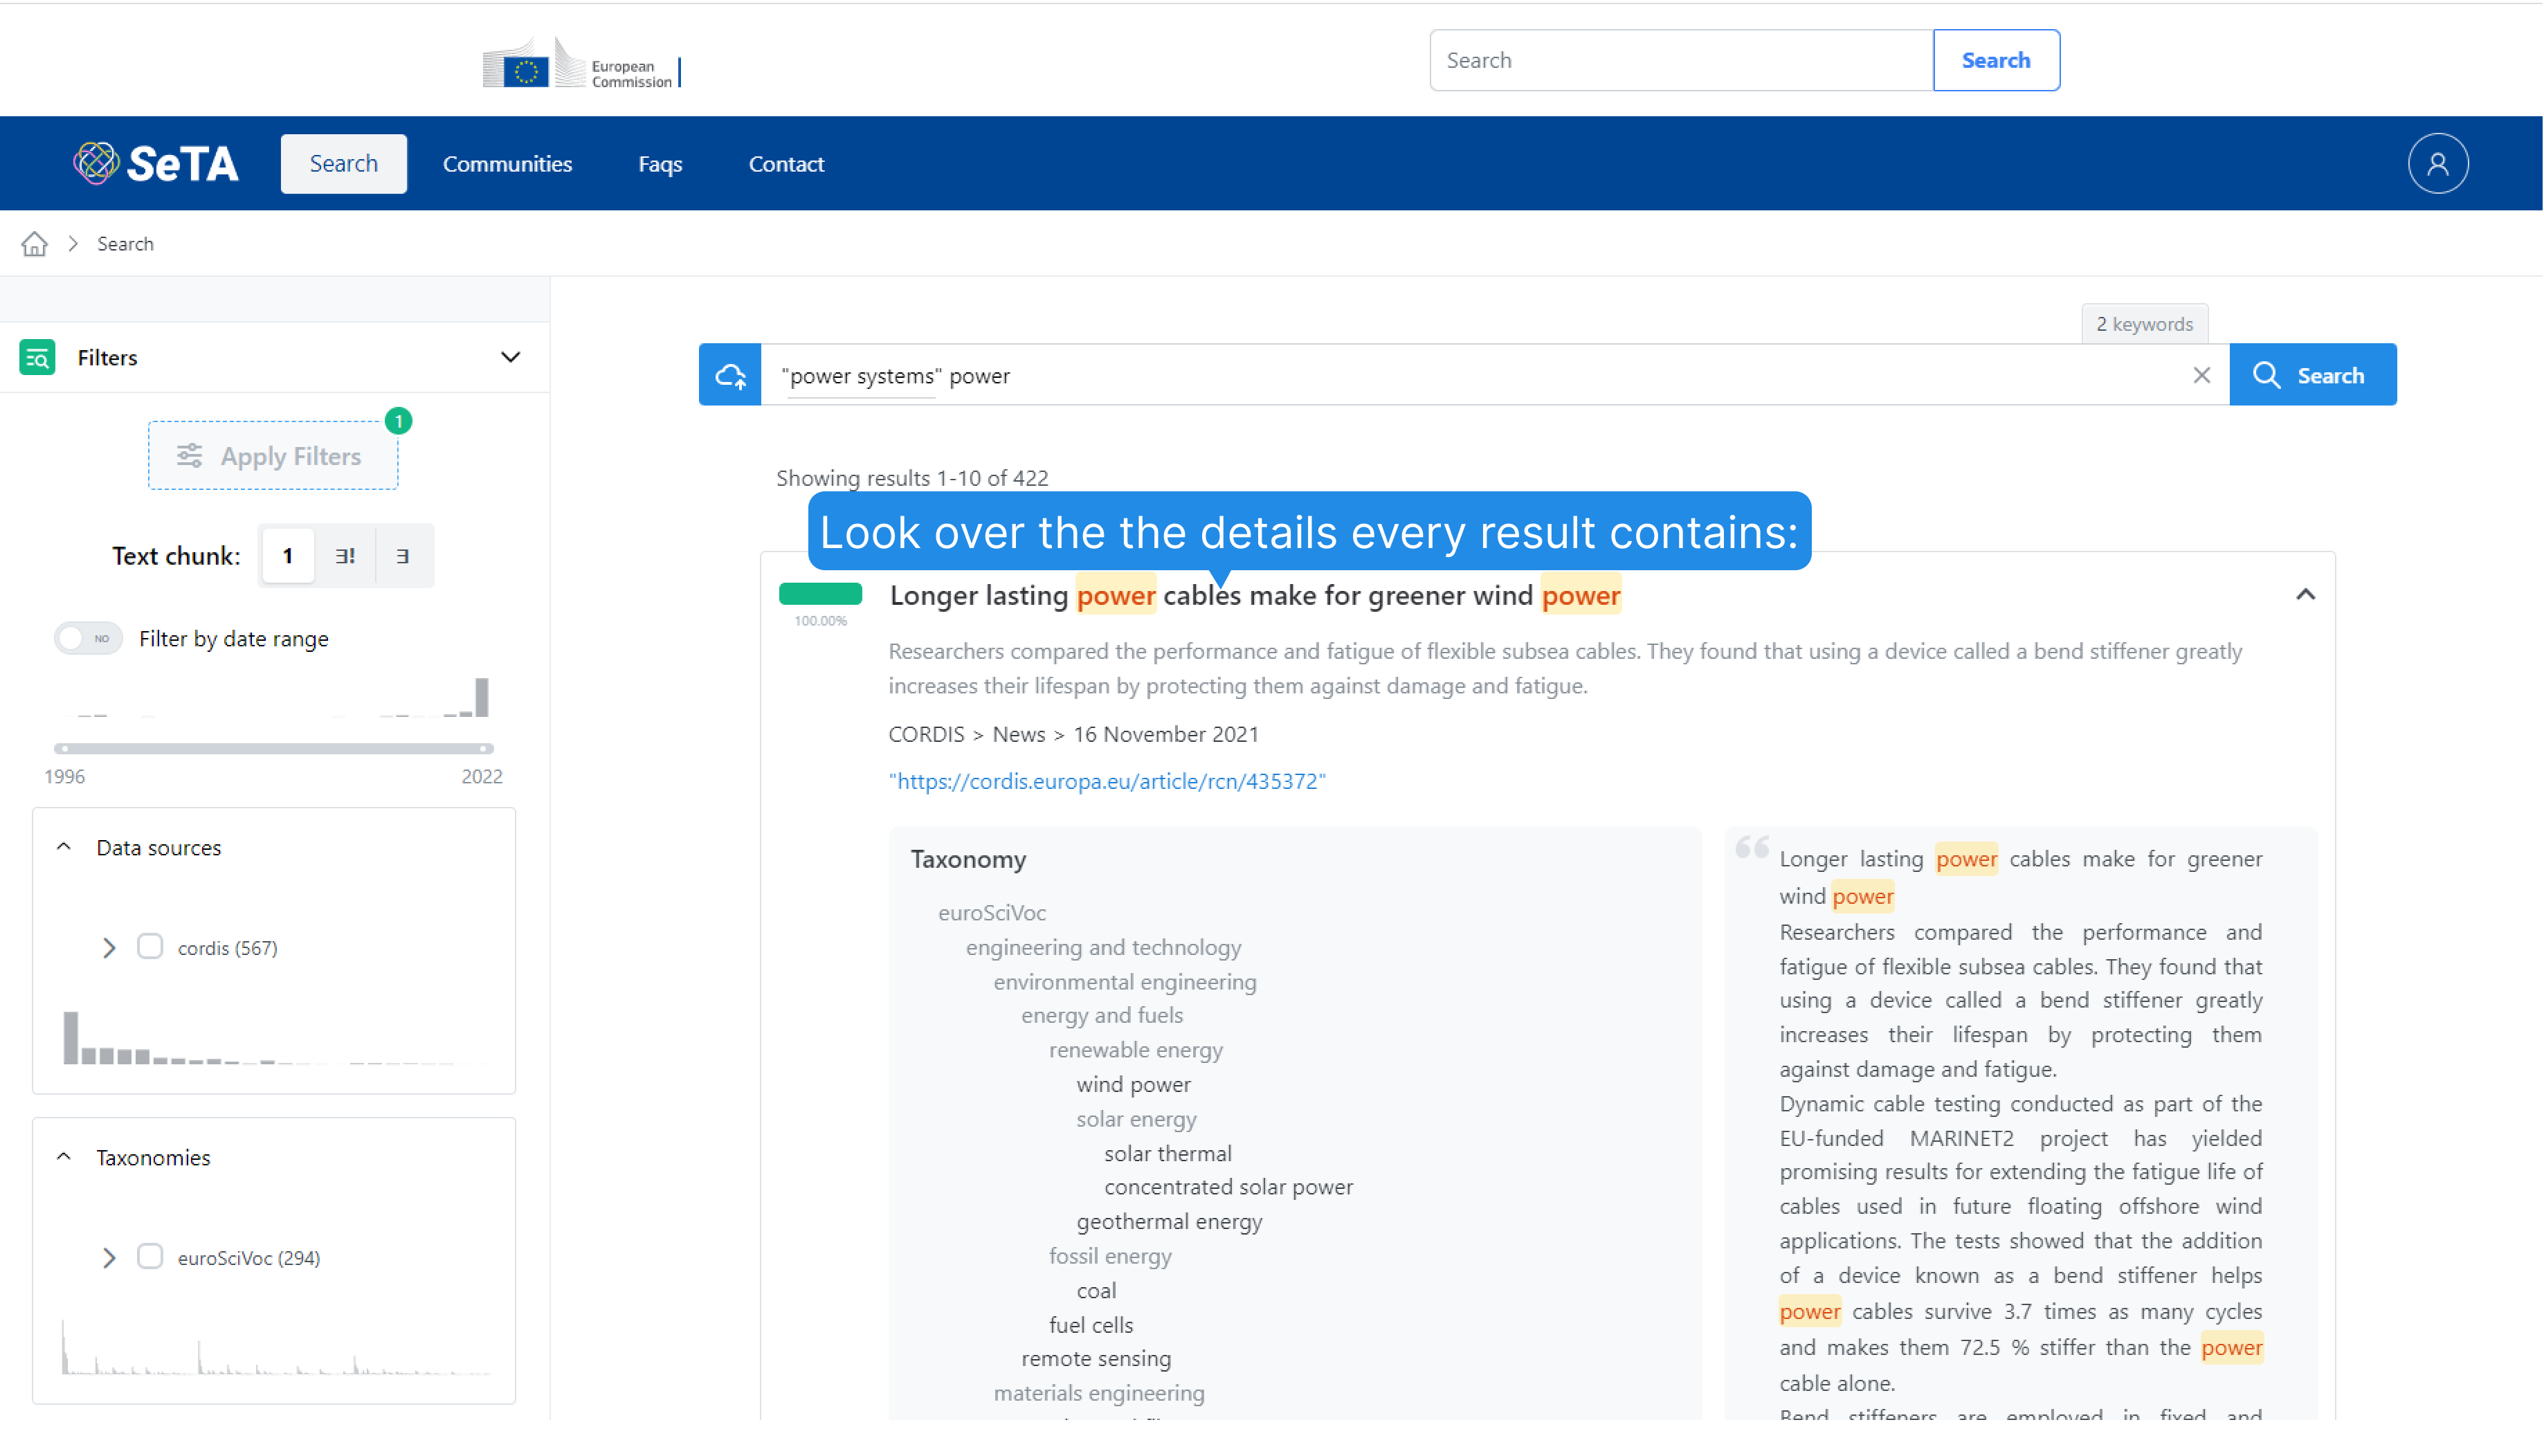 European
Commission
Search
Search
SeTA
Search
Communities
Faqs
Contact
Search
Filters
1
Apply Filters
Text chunk:
1
∃!
∃
NO
Filter by date range
1996
2022
Data sources
cordis (567)
Taxonomies
euroSciVoc (294)
2 keywords
"power systems" power
Search
Showing results 1-10 of 422
Look over the the details every result contains:
100.00%
Longer lasting power cables make for greener wind power
Researchers compared the performance and fatigue of flexible subsea cables. They found that using a device called a bend stiffener greatly
increases their lifespan by protecting them against damage and fatigue.
CORDIS > News > 16 November 2021
"https://cordis.europa.eu/article/rcn/435372"
Taxonomy
euroSciVoc
engineering and technology
environmental engineering
energy and fuels
renewable energy
wind power
solar energy
solar thermal
concentrated solar power
geothermal energy
fossil energy
coal
fuel cells
remote sensing
materials engineering
Longer lasting power cables make for greener
wind power
Researchers compared the performance and
fatigue of flexible subsea cables. They found that
using a device called a bend stiffener greatly
increases their lifespan by protecting them
against damage and fatigue.
Dynamic cable testing conducted as part of the
EU-funded MARINET2 project has yielded
promising results for extending the fatigue life of
cables used in future floating offshore wind
applications. The tests showed that the addition
of a device known as a bend stiffener helps
power cables survive 3.7 times as many cycles
and makes them 72.5 % stiffer than the power
cable alone.
Bend stiffeners are employed in fixed and